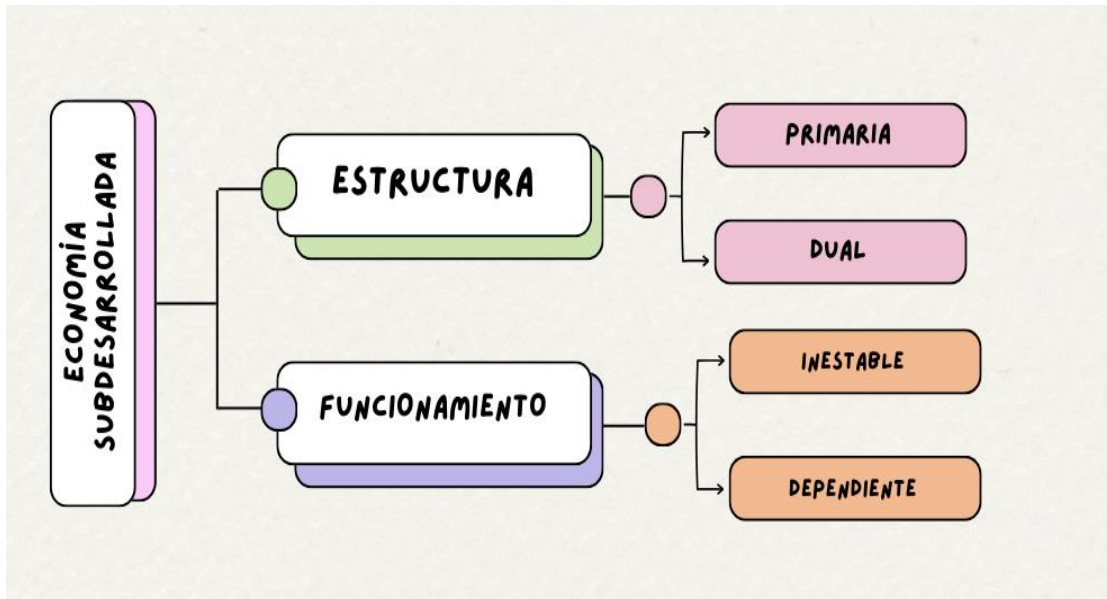 ECONOMÍA
SUBDESARROLLADA
ESTRUCTURA
PRIMARIA
DUAL
FUNCIONAMIENTO
INESTABLE
DEPENDIENTE